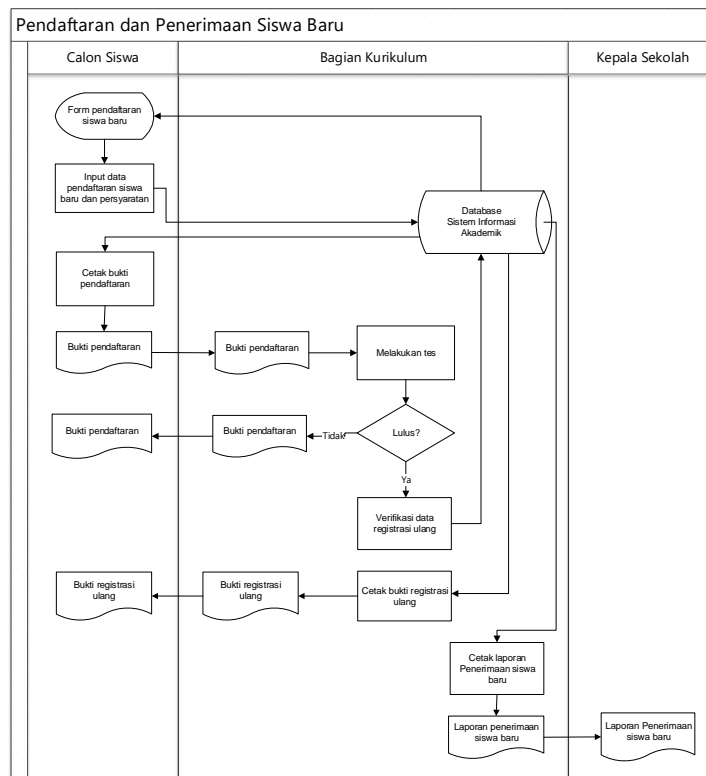 Pendaftaran dan Penerimaan Siswa Baru
Calon Siswa
Bagian Kurikulum
Kepala Sekolah
Form pendaftaran
siswa baru
Input data
pendaftaran siswa
baru dan persyaratan
Database
Sistem Informasi
Akademik
Cetak bukti
pendaftaran
Bukti pendaftaran
Bukti pendaftaran
Melakukan tes
Bukti pendaftaran
Bukti pendaftaran
Tidak
Lulus?
Ya
Verifikasi data
registrasi ulang
Bukti registrasi
ulang
Bukti registrasi
ulang
Cetak bukti registrasi
ulang
Cetak laporan
Penerimaan siswa
baru
Laporan penerimaan
siswa baru
Laporan Penerimaan
siswa baru